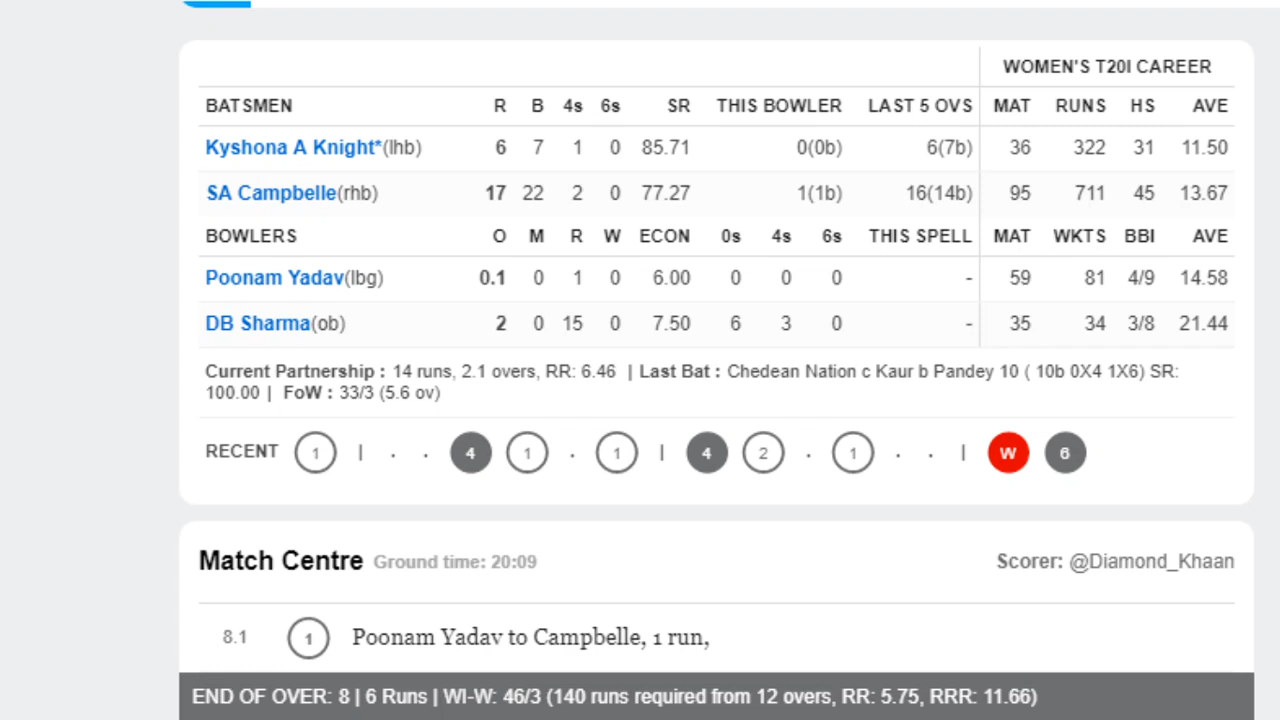 WOMEN'S T20I CAREER
BATSMEN R B 4s 6s SR THIS BOWLER LAST 5 OVS MAT RUNS HS AVE
Kyshona A Knight*(lhb) 6 7 1 0 85.71 0(0b) 6(7b) 36 322 31 11.50
SA Campbelle(rhb) 17 22 2 0 77.27 1(1b) 16(14b) 95 711 45 13.67
BOWLERS O M R W ECON 0s 4s 6s THIS SPELL MAT WKTS BBI AVE
Poonam Yadav(lbg) 0.1 0 1 0 6.00 0 0 0 - 59 81 4/9 14.58
DB Sharma(ob) 2 0 15 0 7.50 6 3 0 - 35 34 3/8 21.44
Current Partnership : 14 runs, 2.1 overs, RR: 6.46 | Last Bat : Chedean Nation c Kaur b Pandey 10 ( 10b 0X4 1X6) SR:
100.00 | FoW : 33/3 (5.6 ov)
RECENT 1 | . . 4 1 . 1 | 4 2 . 1 . . | W 6
Match Centre Ground time: 20:09 Scorer: @Diamond_Khaan
8.1 1 Poonam Yadav to Campbelle, 1 run,
END OF OVER: 8 | 6 Runs | WI-W: 46/3 (140 runs required from 12 overs, RR: 5.75, RRR: 11.66)